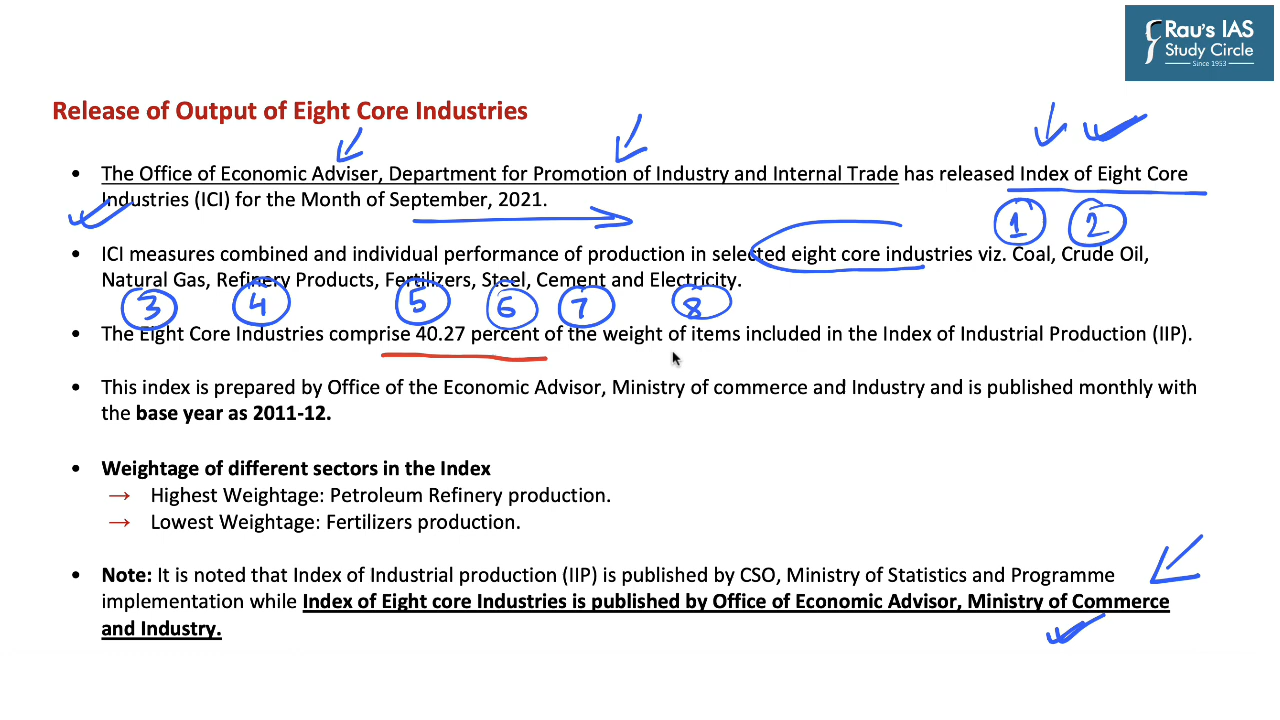 Rau's IAS
Study Circle
Since 1953
Release of Output of Eight Core Industries
• The Office of Economic Adviser, Department for Promotion of Industry and Internal Trade has released Index of Eight Core
Industries (ICI) for the Month of September, 2021.
1 2
• ICI measures combined and individual performance of production in selected eight core industries viz. Coal, Crude Oil,
Natural Gas, Refinery Products, Fertilizers, Steel, Cement and Electricity.
3 4 5 6 7 8
• The Eight Core Industries comprise 40.27 percent of the weight of items included in the Index of Industrial Production (IIP).
• This index is prepared by Office of the Economic Advisor, Ministry of commerce and Industry and is published monthly with
the base year as 2011-12.
• Weightage of different sectors in the Index
→ Highest Weightage: Petroleum Refinery production.
→ Lowest Weightage: Fertilizers production.
• Note: It is noted that Index of Industrial production (IIP) is published by CSO, Ministry of Statistics and Programme
implementation while Index of Eight core Industries is published by Office of Economic Advisor, Ministry of Commerce
and Industry.